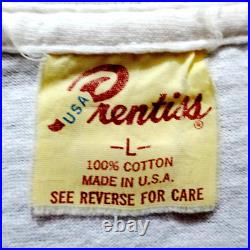 USA
Prentiss®
-L-
100% COTTON
MADE IN U.S.A.
SEE REVERSE FOR CARE